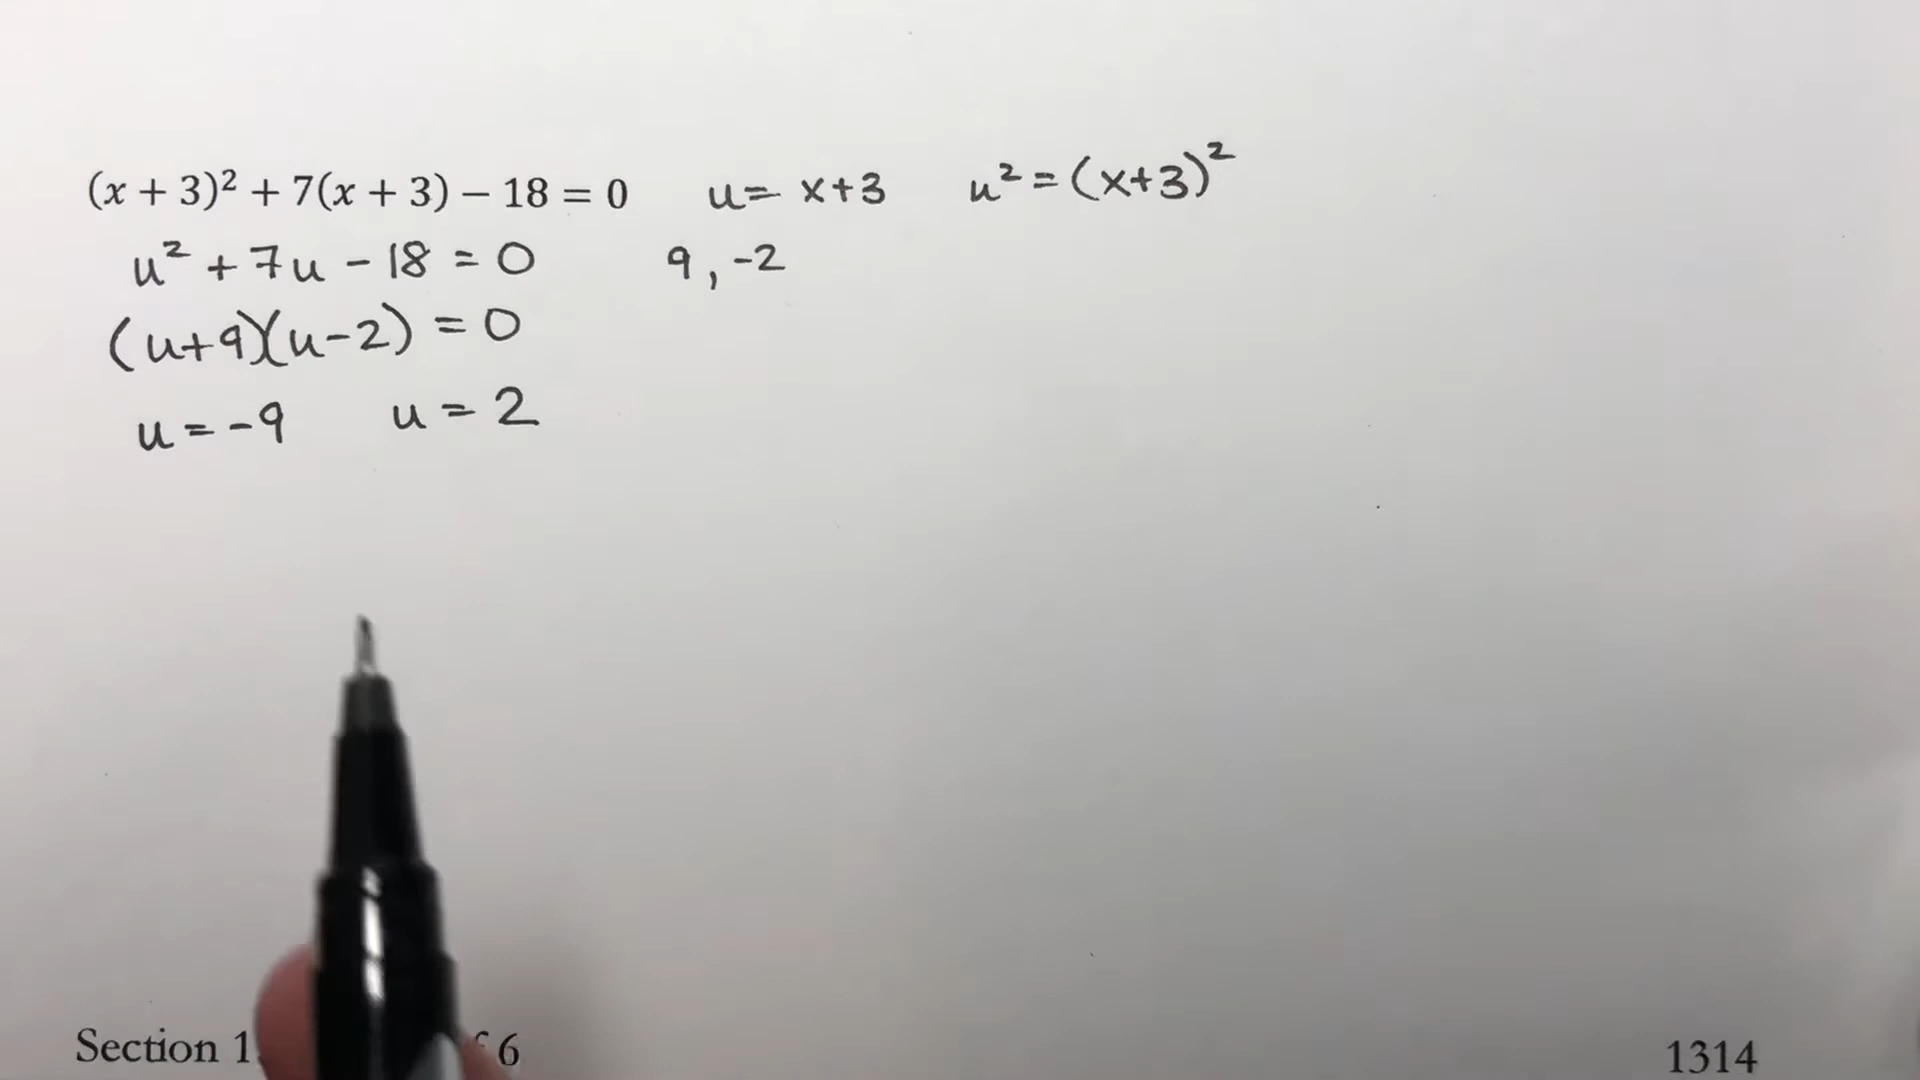 (x + 3)² + 7(x + 3) − 18 = 0 u = x+3 u² = (x+3)²
u² + 7u − 18 = 0 9, -2
(u+9)(u-2) = 0
u = -9 u = 2
Section 1 6 1314